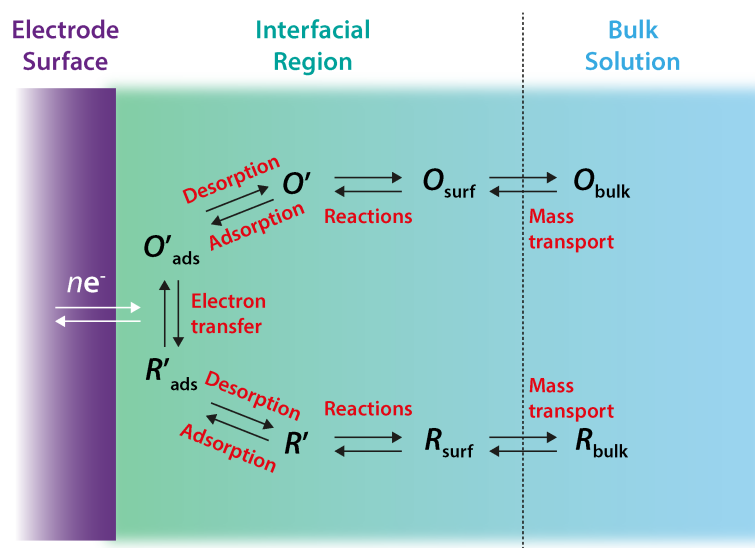 Electrode
Surface
Interfacial
Region
Bulk
Solution
Desorption
O′
Osurf
Obulk
Adsorption
Reactions
Mass
transport
O′ads
ne-
Electron
transfer
R′ads
Desorption
Reactions
Mass
transport
Adsorption
R′
Rsurf
Rbulk